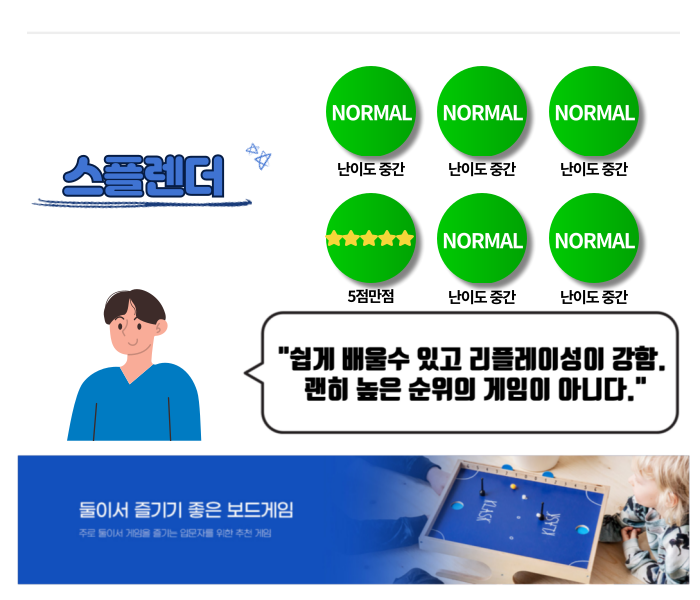 NORMAL NORMAL NORMAL
난이도 중간 난이도 중간 난이도 중간
스플렌더
NORMAL NORMAL
5점만점 난이도 중간 난이도 중간
"쉽게 배울수 있고 리플레이성이 강함.
괜히 높은 순위의 게임이 아니다."
둘이서 즐기기 좋은 보드게임
주로 둘이서 게임을 즐기는 입문자를 위한 추천 게임
KLASK
KLASK